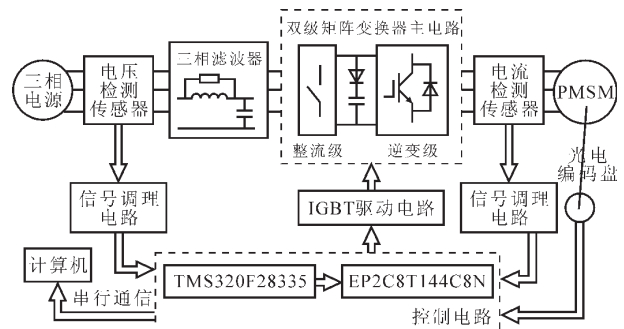 双级矩阵变换器主电路
三相
电源
电压
检测
传感器
三相滤波器
整流级
逆变级
电流
检测
传感器
PMSM
光电
编码盘
信号调理
电路
IGBT驱动电路
信号调理
电路
计算机
串行通信
TMS320F28335
EP2C8T144C8N
控制电路